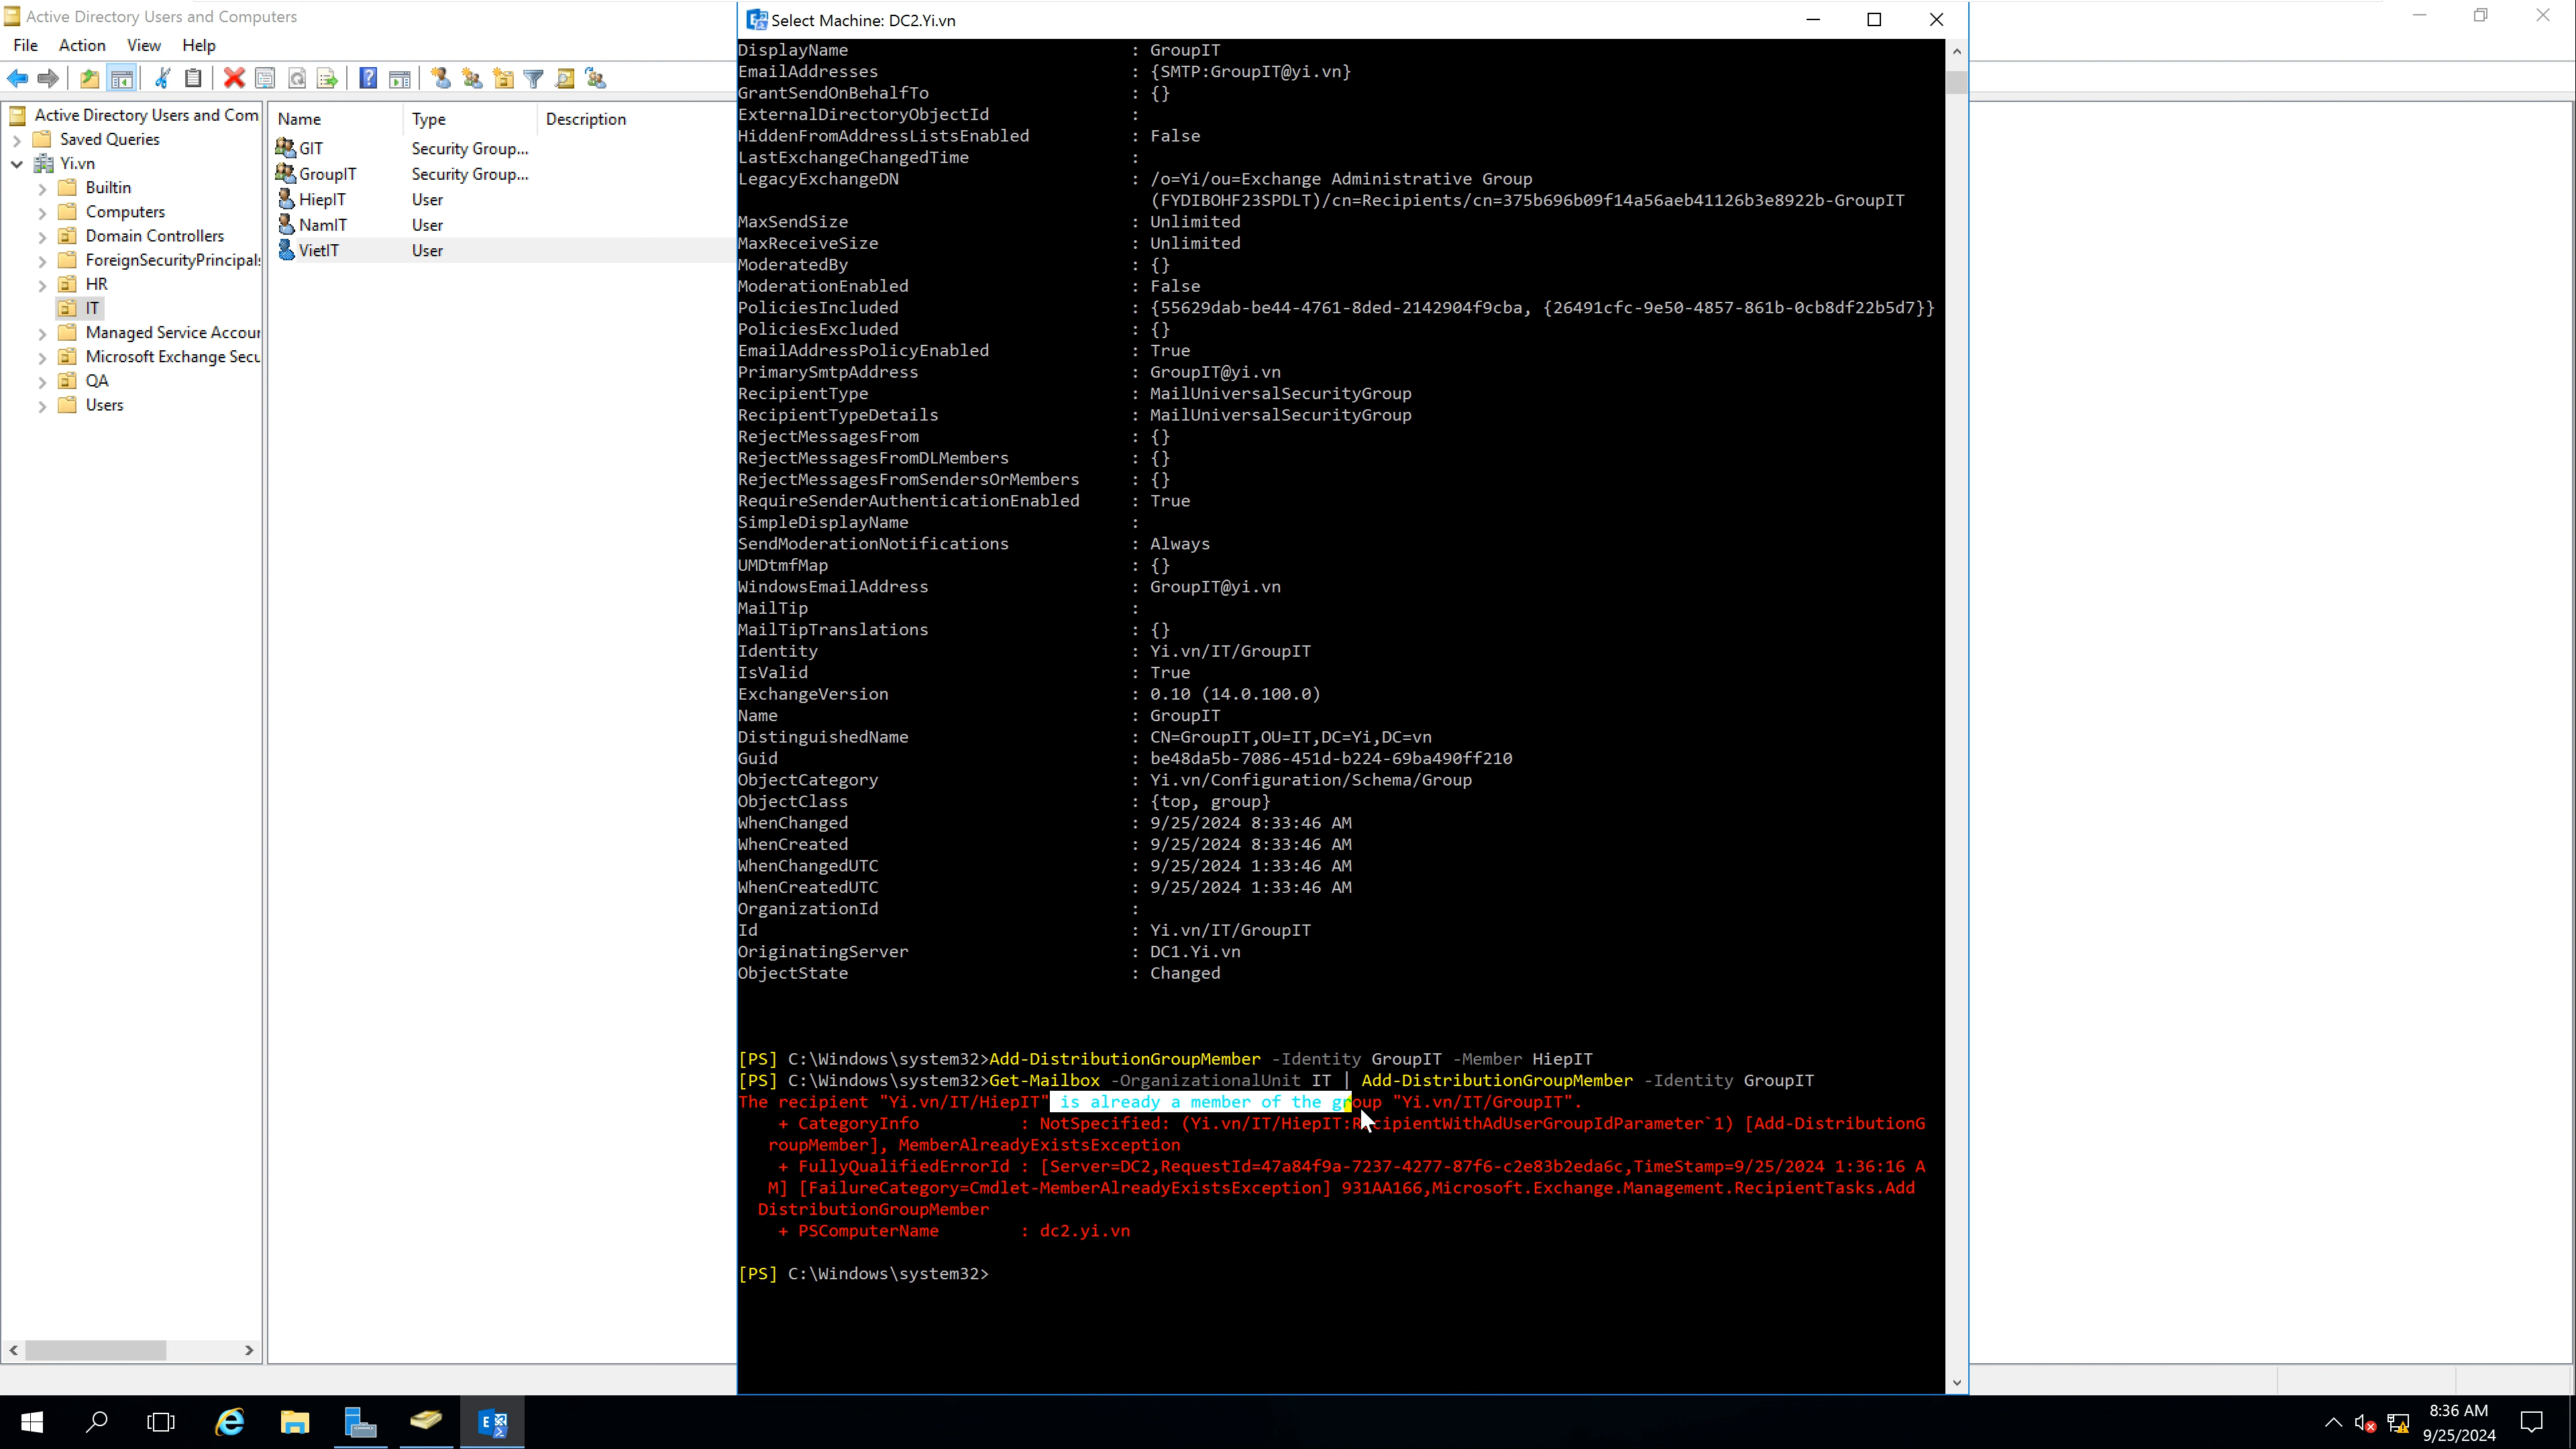 Active Directory Users and Computers
File Action View Help
Active Directory Users and Com
Saved Queries
Yi.vn
Builtin
Computers
Domain Controllers
ForeignSecurityPrincipals
HR
IT
Managed Service Accour
Microsoft Exchange Secu
QA
Users
Name Type Description
GIT Security Group...
GroupIT Security Group...
HiepIT User
NamIT User
VietIT User
Select Machine: DC2.Yi.vn
DisplayName : GroupIT
EmailAddresses : {SMTP:GroupIT@yi.vn}
GrantSendOnBehalfTo : {}
ExternalDirectoryObjectId :
HiddenFromAddressListsEnabled : False
LastExchangeChangedTime :
LegacyExchangeDN : /o=Yi/ou=Exchange Administrative Group
(FYDIBOHF23SPDLT)/cn=Recipients/cn=375b696b09f14a56aeb41126b3e8922b-GroupIT
MaxSendSize : Unlimited
MaxReceiveSize : Unlimited
ModeratedBy : {}
ModerationEnabled : False
PoliciesIncluded : {55629dab-be44-4761-8ded-2142904f9cba, {26491cfc-9e50-4857-861b-0cb8df22b5d7}}
PoliciesExcluded : {}
EmailAddressPolicyEnabled : True
PrimarySmtpAddress : GroupIT@yi.vn
RecipientType : MailUniversalSecurityGroup
RecipientTypeDetails : MailUniversalSecurityGroup
RejectMessagesFrom : {}
RejectMessagesFromDLMembers : {}
RejectMessagesFromSendersOrMembers : {}
RequireSenderAuthenticationEnabled : True
SimpleDisplayName :
SendModerationNotifications : Always
UMDtmfMap : {}
WindowsEmailAddress : GroupIT@yi.vn
MailTip :
MailTipTranslations : {}
Identity : Yi.vn/IT/GroupIT
IsValid : True
ExchangeVersion : 0.10 (14.0.100.0)
Name : GroupIT
DistinguishedName : CN=GroupIT,OU=IT,DC=Yi,DC=vn
Guid : be48da5b-7086-451d-b224-69ba490ff210
ObjectCategory : Yi.vn/Configuration/Schema/Group
ObjectClass : {top, group}
WhenChanged : 9/25/2024 8:33:46 AM
WhenCreated : 9/25/2024 8:33:46 AM
WhenChangedUTC : 9/25/2024 1:33:46 AM
WhenCreatedUTC : 9/25/2024 1:33:46 AM
OrganizationId :
Id : Yi.vn/IT/GroupIT
OriginatingServer : DC1.Yi.vn
ObjectState : Changed
[PS] C:\Windows\system32>Add-DistributionGroupMember -Identity GroupIT -Member HiepIT
[PS] C:\Windows\system32>Get-Mailbox -OrganizationalUnit IT | Add-DistributionGroupMember -Identity GroupIT
The recipient "Yi.vn/IT/HiepIT" is already a member of the group "Yi.vn/IT/GroupIT".
+ CategoryInfo : NotSpecified: (Yi.vn/IT/HiepIT:RecipientWithAdUserGroupIdParameter`1) [Add-DistributionG
roupMember], MemberAlreadyExistsException
+ FullyQualifiedErrorId : [Server=DC2,RequestId=47a84f9a-7237-4277-87f6-c2e83b2eda6c,TimeStamp=9/25/2024 1:36:16 A
M] [FailureCategory=Cmdlet-MemberAlreadyExistsException] 931AA166,Microsoft.Exchange.Management.RecipientTasks.Add
DistributionGroupMember
+ PSComputerName : dc2.yi.vn
[PS] C:\Windows\system32>
8:36 AM
9/25/2024